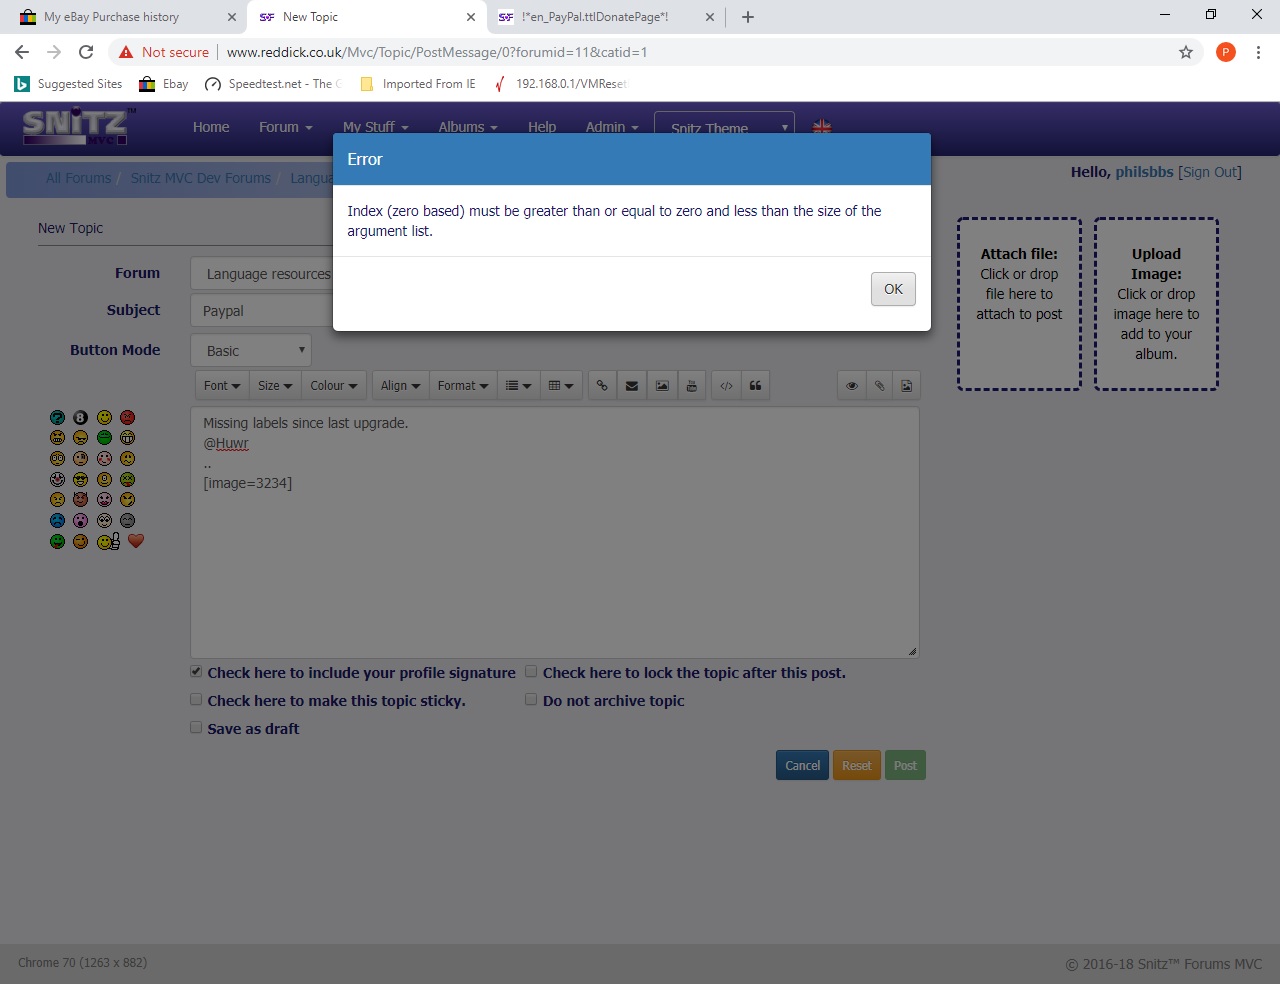 My eBay Purchase history
New Topic
!*en_PayPal.ttlDonatePage*!
Not secure
www.reddick.co.uk/Mvc/Topic/PostMessage/0?forumid=11&catid=1
P
Suggested Sites
Ebay
Speedtest.net - The G
Imported From IE
192.168.0.1/VMReset
SNiTZ™
MVC
Home
Forum
My Stuff
Albums
Help
Admin
Snitz Theme
Error
All Forums /
Snitz MVC Dev Forums /
Langua
Hello, philsbbs [Sign Out]
Index (zero based) must be greater than or equal to zero and less than the size of the
argument list.
OK
New Topic
Forum
Language resources
Subject
Paypal
Button Mode
Basic
Attach file:
Click or drop
file here to
attach to post
Upload
Image:
Click or drop
image here to
add to your
album.
Font
Size
Colour
Align
Format
Missing labels since last upgrade.
@Huwr
..
[image=3234]
Check here to include your profile signature
Check here to lock the topic after this post.
Check here to make this topic sticky.
Do not archive topic
Save as draft
Cancel
Reset
Post
Chrome 70 (1263 x 882)
© 2016-18 Snitz™ Forums MVC